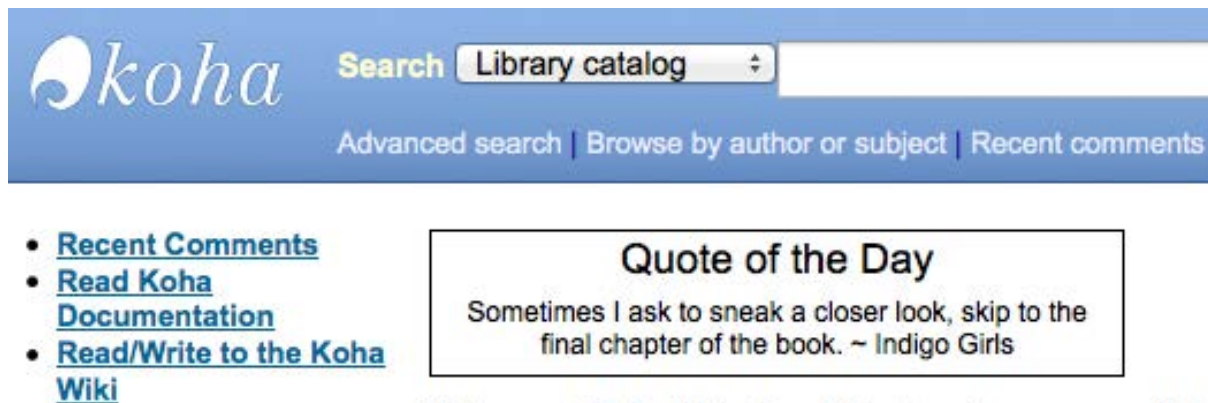 koha
Search Library catalog
Advanced search | Browse by author or subject | Recent comments
Recent Comments
Read Koha
Documentation
Read/Write to the Koha
Wiki
Quote of the Day
Sometimes I ask to sneak a closer look, skip to the
final chapter of the book. ~ Indigo Girls